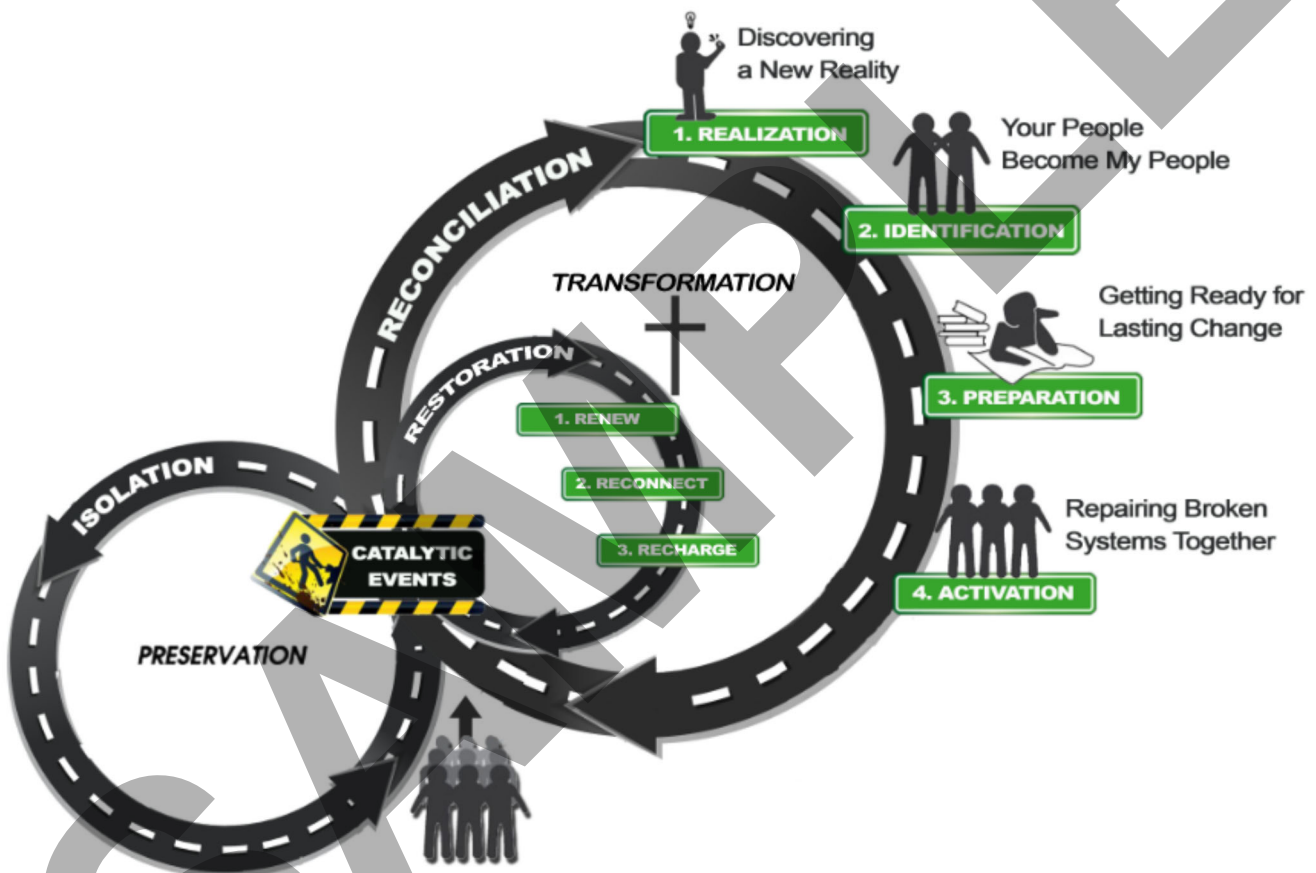 Discovering
a New Reality
1. REALIZATION
Your People
Become My People
2. IDENTIFICATION
RECONCILIATION
TRANSFORMATION
Getting Ready for
Lasting Change
3. PREPARATION
RESTORATION
1. RENEW
2. RECONNECT
3. RECHARGE
ISOLATION
CATALYTIC
EVENTS
Repairing Broken
Systems Together
4. ACTIVATION
PRESERVATION
SAMPLE